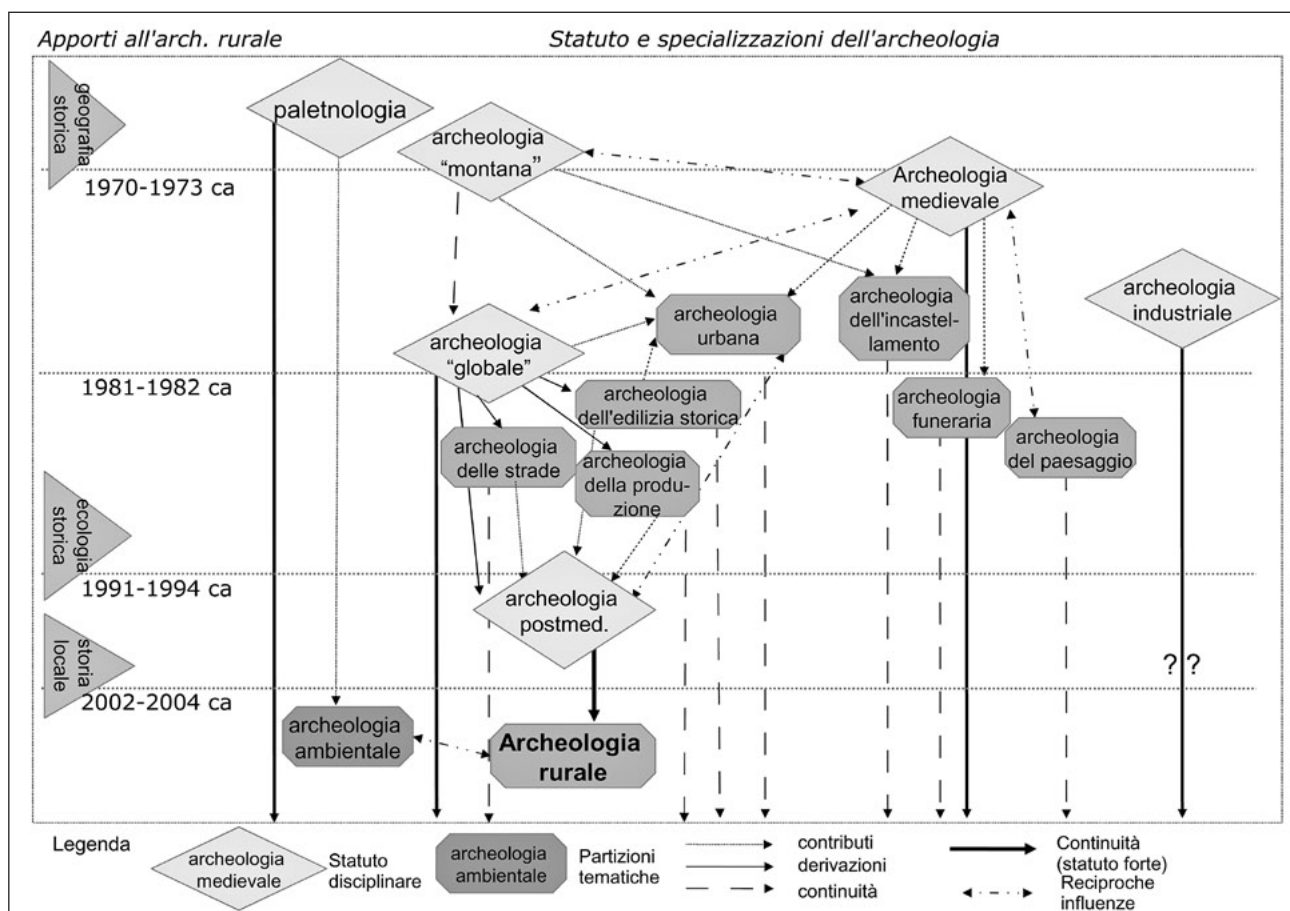 Apporti all'arch. rurale
Statuto e specializzazioni dell'archeologia
geografia
storica
paletnologia
archeologia
"montana"
1970-1973 ca
Archeologia
medievale
archeologia
industriale
archeologia
urbana
archeologia
dell'incastel-
lamento
archeologia
"globale"
1981-1982 ca
archeologia
dell'edilizia storica
archeologia
funeraria
archeologia
del paesaggio
archeologia
delle strade
archeologia
della produ-
zione
ecologia
storica
1991-1994 ca
archeologia
postmed.
storia
locale
? ?
2002-2004 ca
archeologia
ambientale
Archeologia
rurale
Legenda
archeologia
medievale
Statuto
disciplinare
archeologia
ambientale
Partizioni
tematiche
contributi
derivazioni
continuità
Continuità
(statuto forte)
Reciproche
influenze